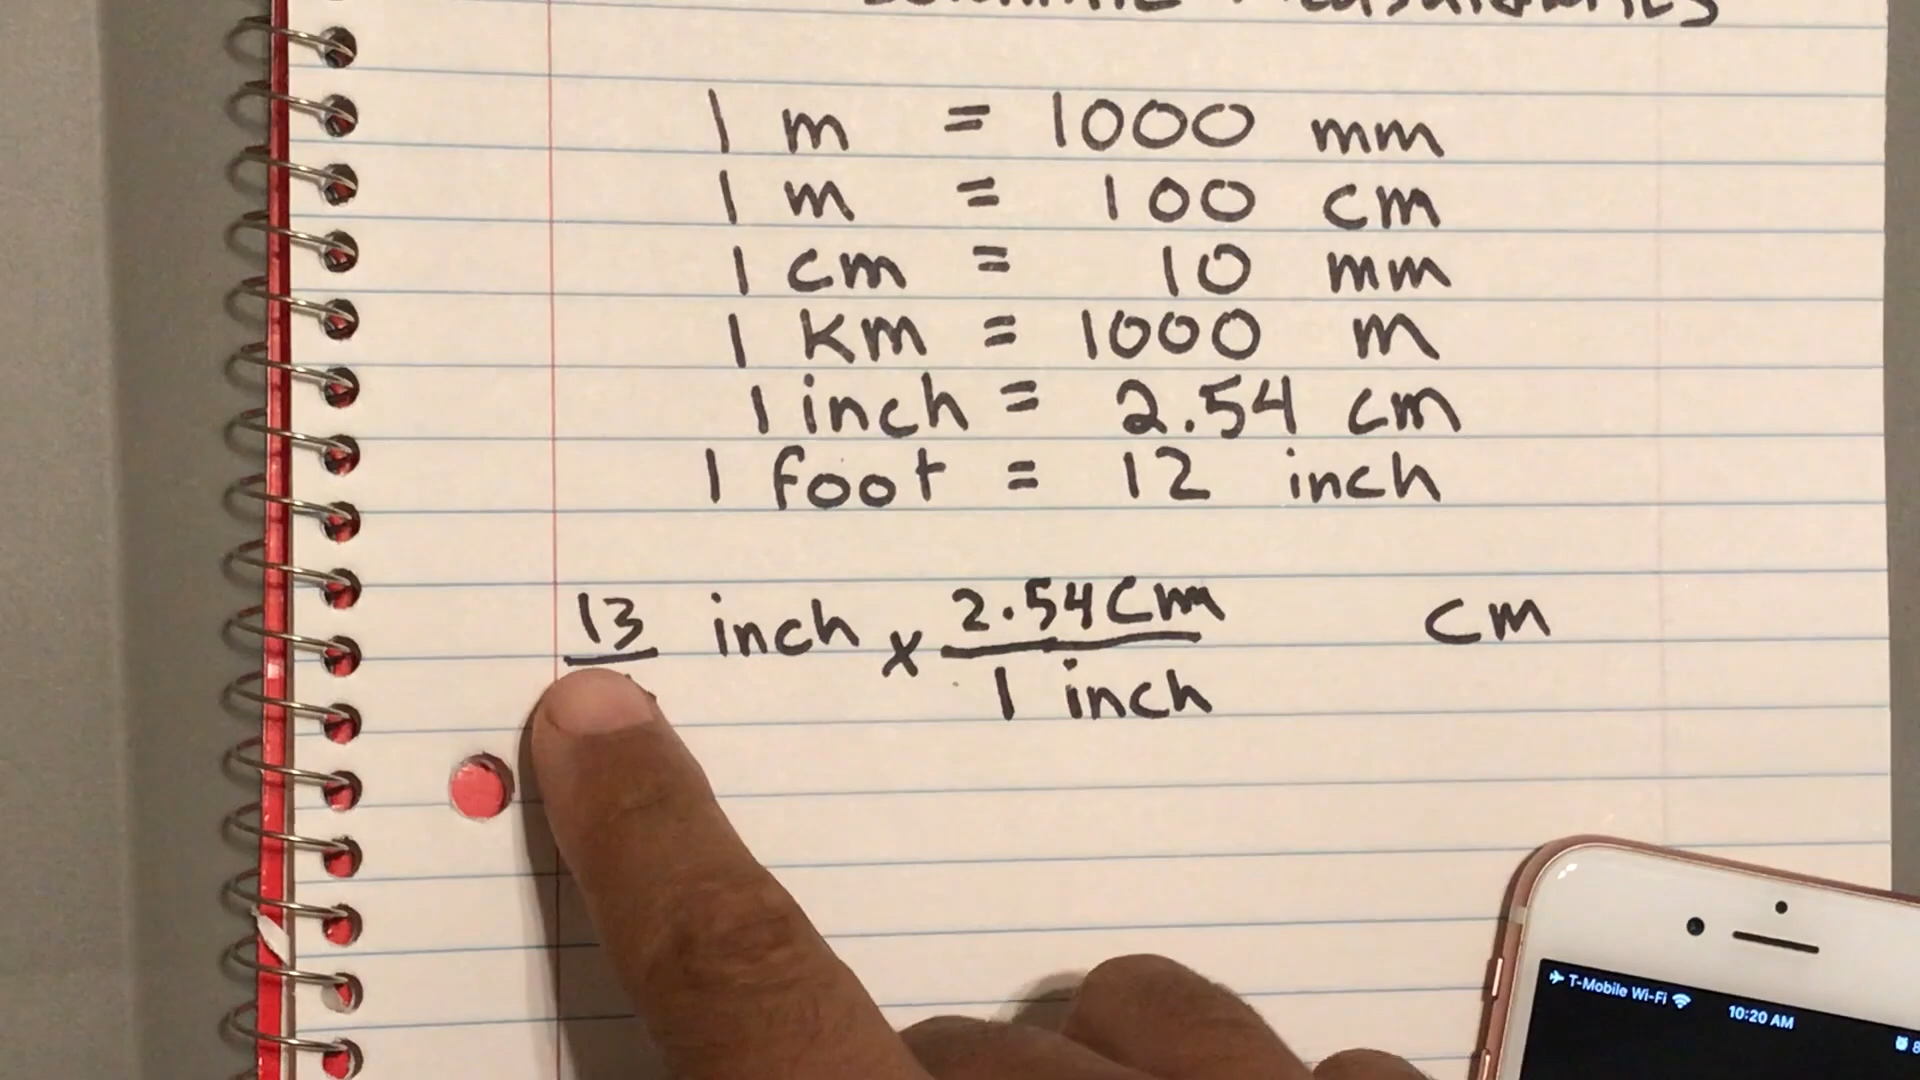 1 m = 1000 mm
1 m = 100 cm
1 cm = 10 mm
1 km = 1000 m
1 inch = 2.54 cm
1 foot = 12 inch
13 inch x 2.54 cm cm
1 inch
T-Mobile Wi-Fi
10:20 AM
8